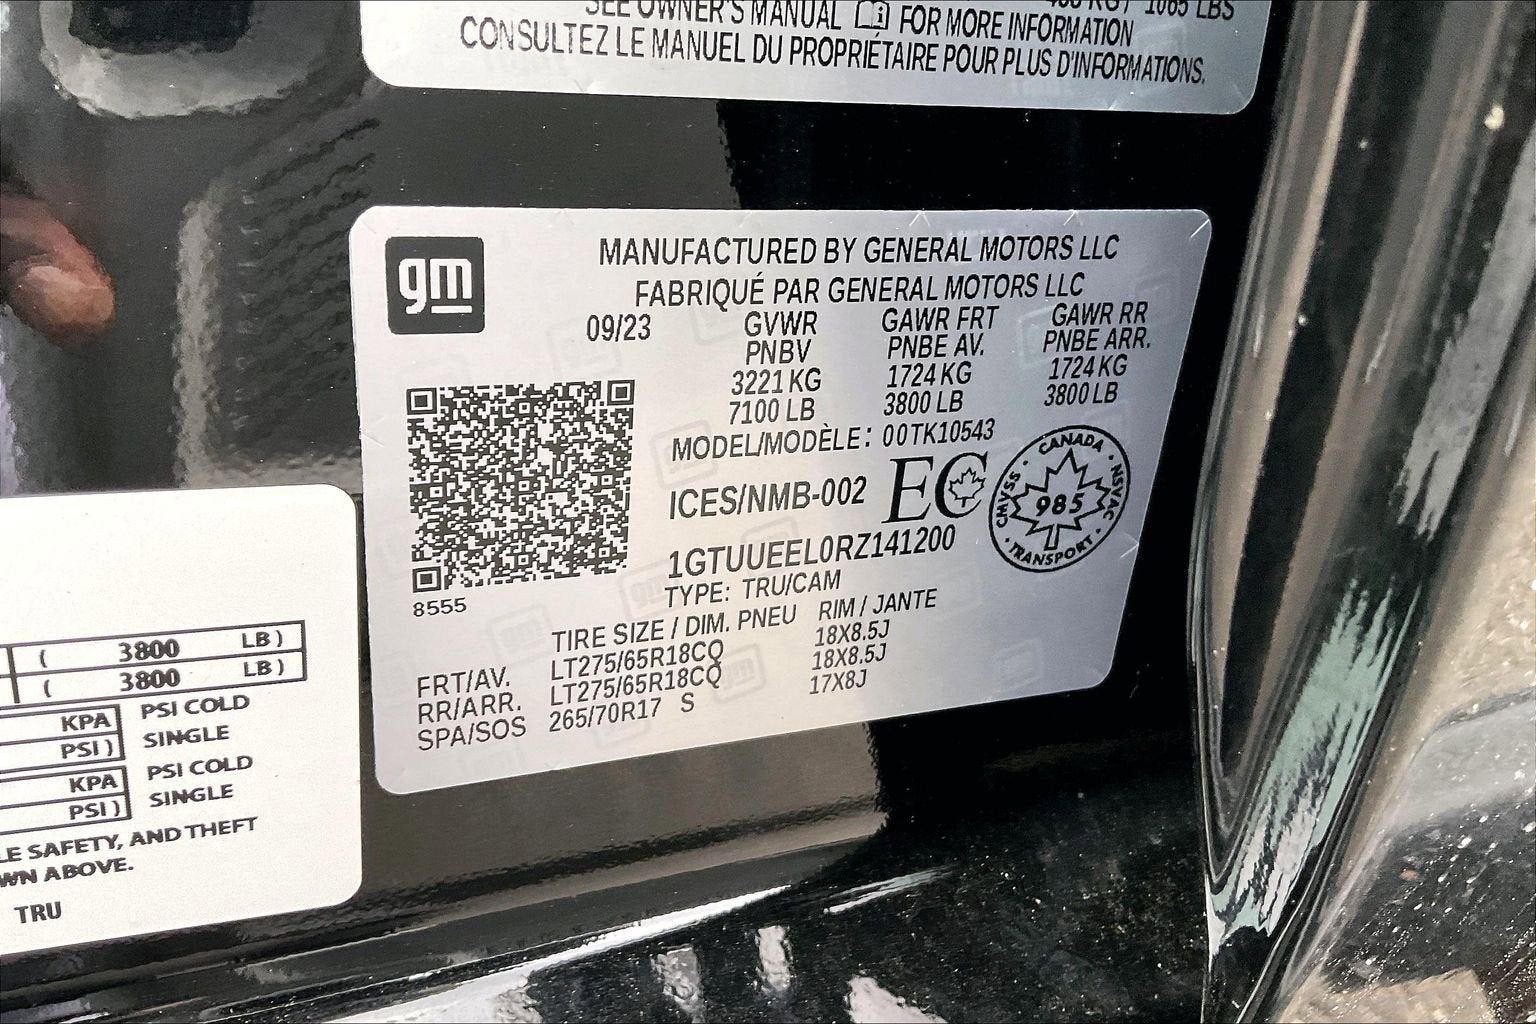 1065 LBS
SEE OWNER'S MANUAL FOR MORE INFORMATION
CONSULTEZ LE MANUEL DU PROPRIÉTAIRE POUR PLUS D'INFORMATIONS.
gm
MANUFACTURED BY GENERAL MOTORS LLC
FABRIQUÉ PAR GENERAL MOTORS LLC
09/23 GVWR GAWR FRT GAWR RR
PNBV PNBE AV. PNBE ARR.
3221 KG 1724 KG 1724 KG
7100 LB 3800 LB 3800 LB
MODEL/MODÈLE: 00TK10543
ICES/NMB-002 EC
CANADA NSVAC TRANSPORT CMVSS
985
1GTUUEEL0RZ141200
TYPE: TRU/CAM
8555
TIRE SIZE / DIM. PNEU RIM / JANTE
FRT/AV. LT275/65R18CQ 18X8.5J
RR/ARR. LT275/65R18CQ 18X8.5J
SPA/SOS 265/70R17 S 17X8J
( 3800 LB )
( 3800 LB )
KPA PSI COLD
PSI ) SINGLE
KPA PSI COLD
PSI ) SINGLE
LE SAFETY, AND THEFT
WN ABOVE.
TRU